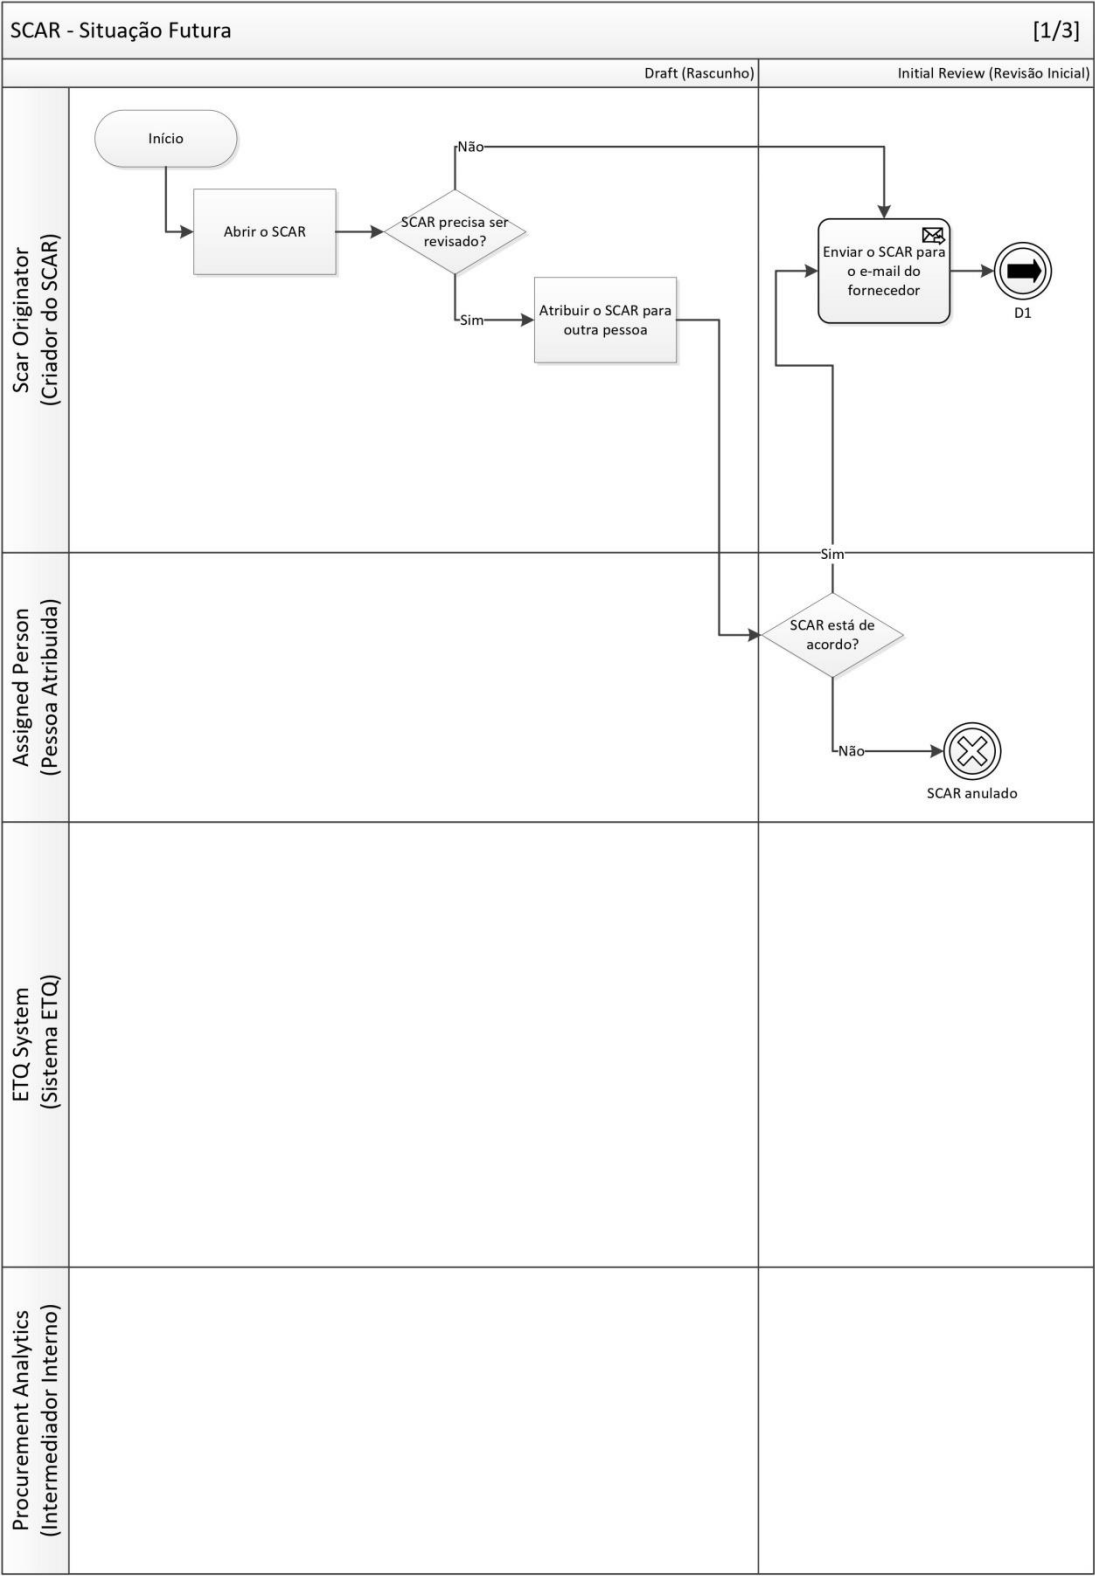 SCAR - Situação Futura
[1/3]
Draft (Rascunho)
Initial Review (Revisão Inicial)
Scar Originator
(Criador do SCAR)
Início
Abrir o SCAR
SCAR precisa ser
revisado?
Não
Sim
Atribuir o SCAR para
outra pessoa
Enviar o SCAR para
o e-mail do
fornecedor
D1
Assigned Person
(Pessoa Atribuida)
Sim
SCAR está de
acordo?
Não
SCAR anulado
ETQ System
(Sistema ETQ)
Procurement Analytics
(Intermediador Interno)